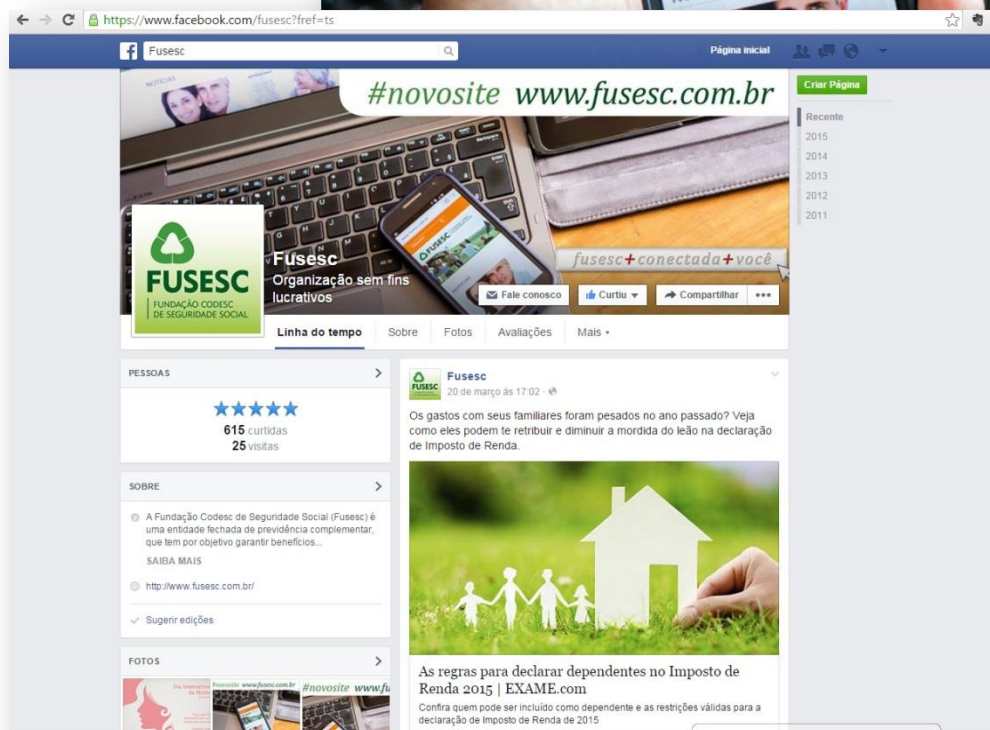 https://www.facebook.com/fusesc?fref=ts
Fusesc
Página inicial
NOTÍCIAS
#novosite www.fusesc.com.br
Criar Página
Recente
2015
2014
2013
2012
2011
FUSESC
FUNDAÇÃO CODESC
DE SEGURIDADE SOCIAL
FUSESC
fusesc+conectada+você
Fusesc
Organização sem fins
lucrativos
Fale conosco
Curtiu
Compartilhar
Linha do tempo
Sobre
Fotos
Avaliações
Mais
PESSOAS
615 curtidas
25 visitas
SOBRE
A Fundação Codesc de Seguridade Social (Fusesc) é
uma entidade fechada de previdência complementar,
que tem por objetivo garantir benefícios...
SAIBA MAIS
http://www.fusesc.com.br/
Sugerir edições
FOTOS
Dia Internacional
da Mulher
#novosite www.fusesc.com.br
#novosite www.fu
FUSESC
Fusesc
20 de março às 17:02
Os gastos com seus familiares foram pesados no ano passado? Veja
como eles podem te retribuir e diminuir a mordida do leão na declaração
de Imposto de Renda.
As regras para declarar dependentes no Imposto de
Renda 2015 | EXAME.com
Confira quem pode ser incluído como dependente e as restrições válidas para a
declaração de Imposto de Renda de 2015